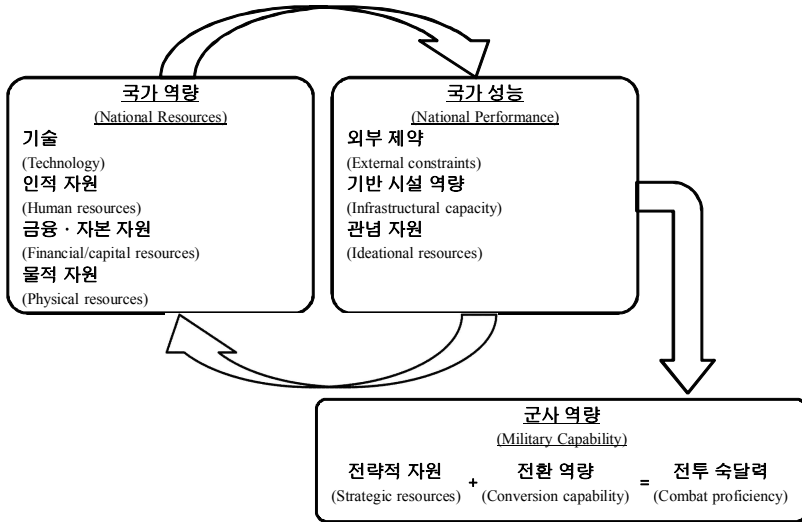 국가 역량
(National Resources)
기술
(Technology)
인적 자원
(Human resources)
금융 · 자본 자원
(Financial/capital resources)
물적 자원
(Physical resources)
국가 성능
(National Performance)
외부 제약
(External constraints)
기반 시설 역량
(Infrastructural capacity)
관념 자원
(Ideational resources)
군사 역량
(Military Capability)
전략적 자원 + 전환 역량 = 전투 숙달력
(Strategic resources) (Conversion capability) (Combat proficiency)